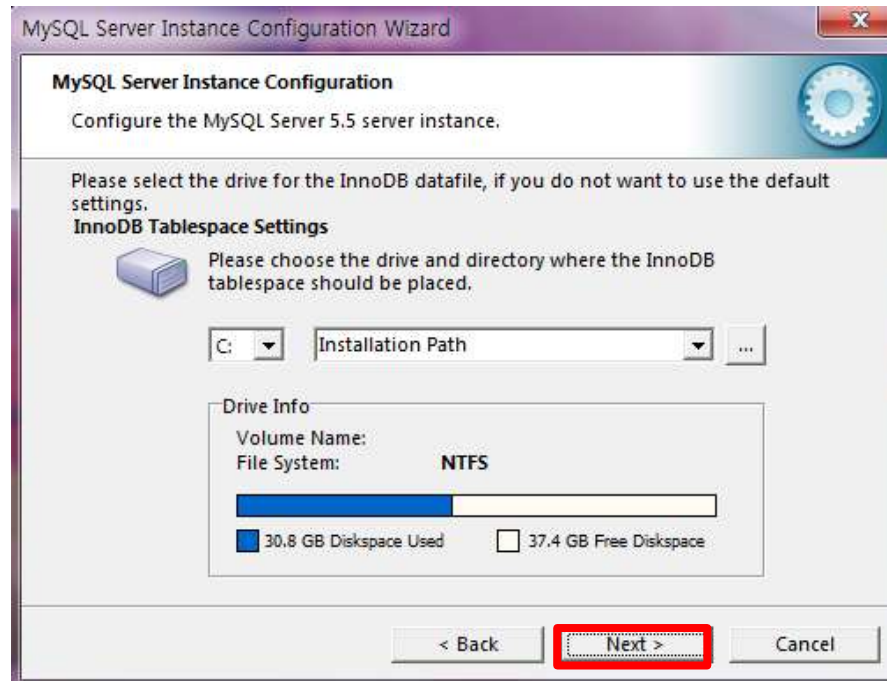 MySQL Server Instance Configuration Wizard
MySQL Server Instance Configuration
Configure the MySQL Server 5.5 server instance.
Please select the drive for the InnoDB datafile, if you do not want to use the default
settings.
InnoDB Tablespace Settings
Please choose the drive and directory where the InnoDB
tablespace should be placed.
C: Installation Path ...
Drive Info
Volume Name:
File System: NTFS
30.8 GB Diskspace Used 37.4 GB Free Diskspace
< Back Next > Cancel